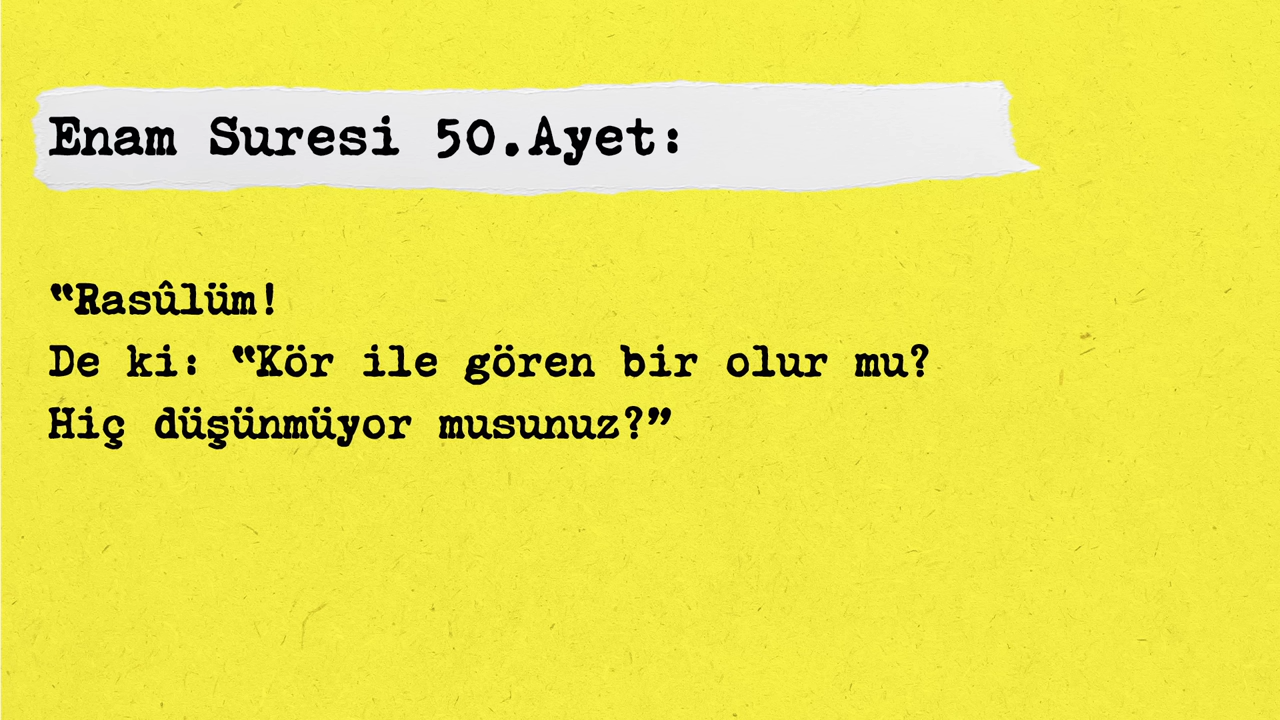 Enam Suresi 50.Ayet:
“Rasûlüm!
De ki: “Kör ile gören bir olur mu?
Hiç düşünmüyor musunuz?”